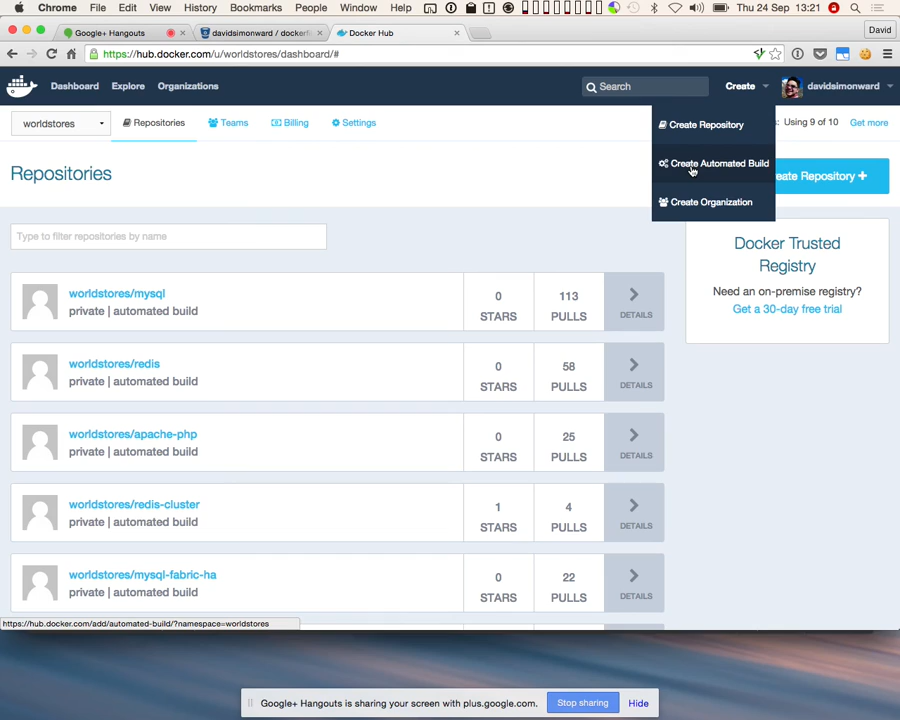 Chrome File Edit View History Bookmarks People Window Help Thu 24 Sep 13:21
Google+ Hangouts
davidsimonward / docker
Docker Hub
David
https://hub.docker.com/u/worldstores/dashboard/#
Dashboard Explore Organizations Search Create davidsimonward
worldstores Repositories Teams Billing Settings Using 9 of 10 Get more
Create Repository
Create Automated Build
Create Organization
Repositories
eate Repository +
Type to filter repositories by name
Docker Trusted
Registry
Need an on-premise registry?
Get a 30-day free trial
worldstores/mysql
private | automated build
0
STARS
113
PULLS
DETAILS
worldstores/redis
private | automated build
0
STARS
58
PULLS
DETAILS
worldstores/apache-php
private | automated build
0
STARS
25
PULLS
DETAILS
worldstores/redis-cluster
private | automated build
1
STARS
4
PULLS
DETAILS
worldstores/mysql-fabric-ha
private | automated build
0
STARS
22
PULLS
DETAILS
https://hub.docker.com/add/automated-build/?namespace=worldstores
Google+ Hangouts is sharing your screen with plus.google.com. Stop sharing Hide